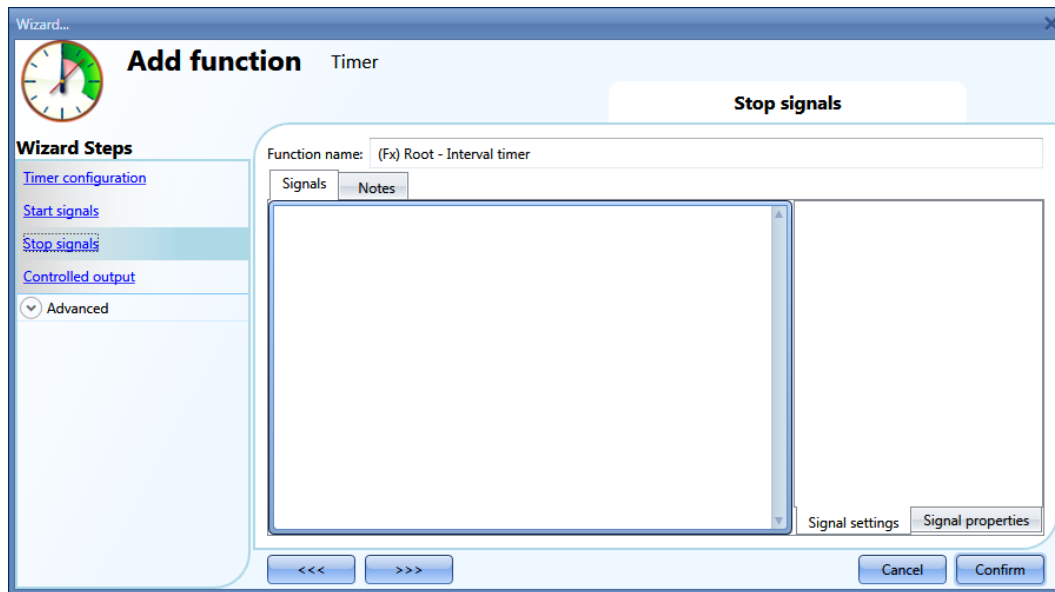 Wizard...
Add function Timer
Stop signals
Wizard Steps
Timer configuration
Start signals
Stop signals
Controlled output
Advanced
Function name: (Fx) Root - Interval timer
Signals Notes
Signal settings Signal properties
<<< >>> Cancel Confirm